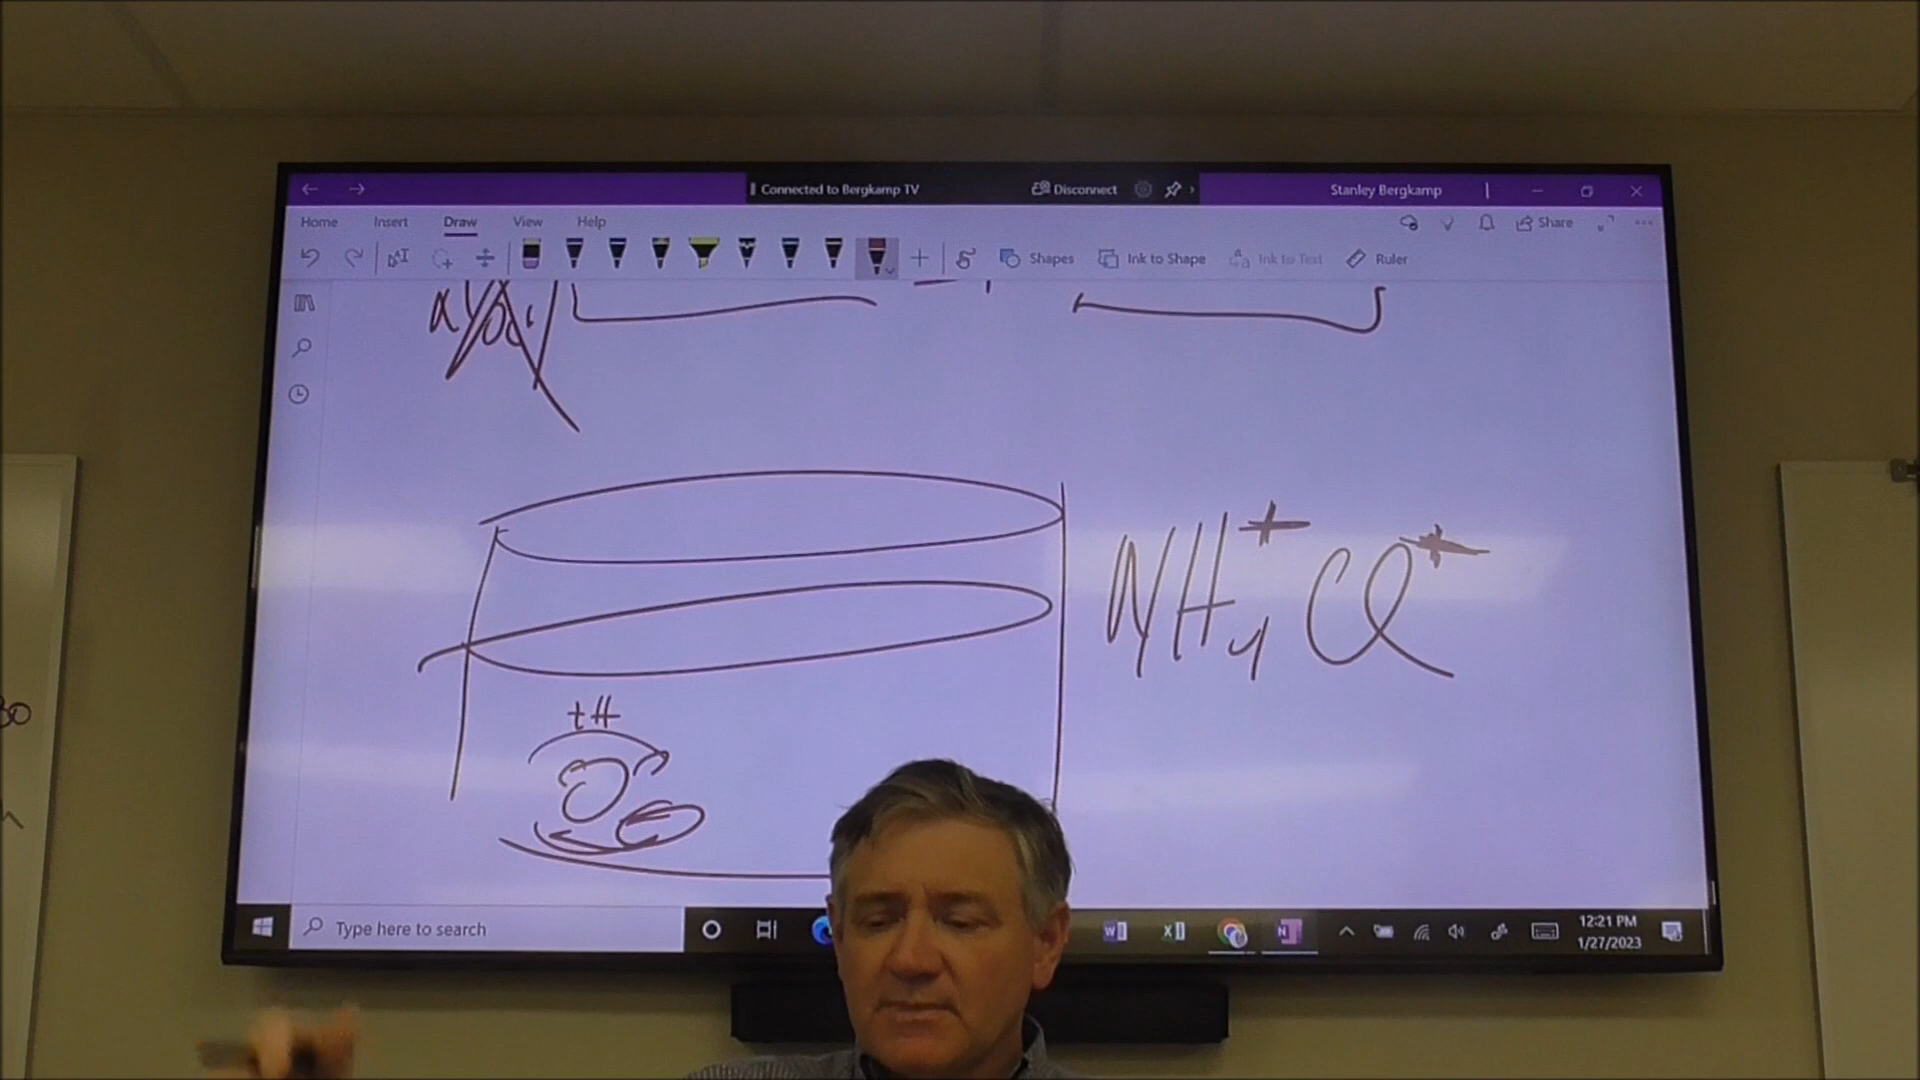 Connected to Bergkamp TV
Disconnect
Stanley Bergkamp
Home Insert Draw View Help
Share
Shapes
Ink to Shape
Ink to Text
Ruler
NH4+ Cl+
tH
Type here to search
12:21 PM
1/27/2023